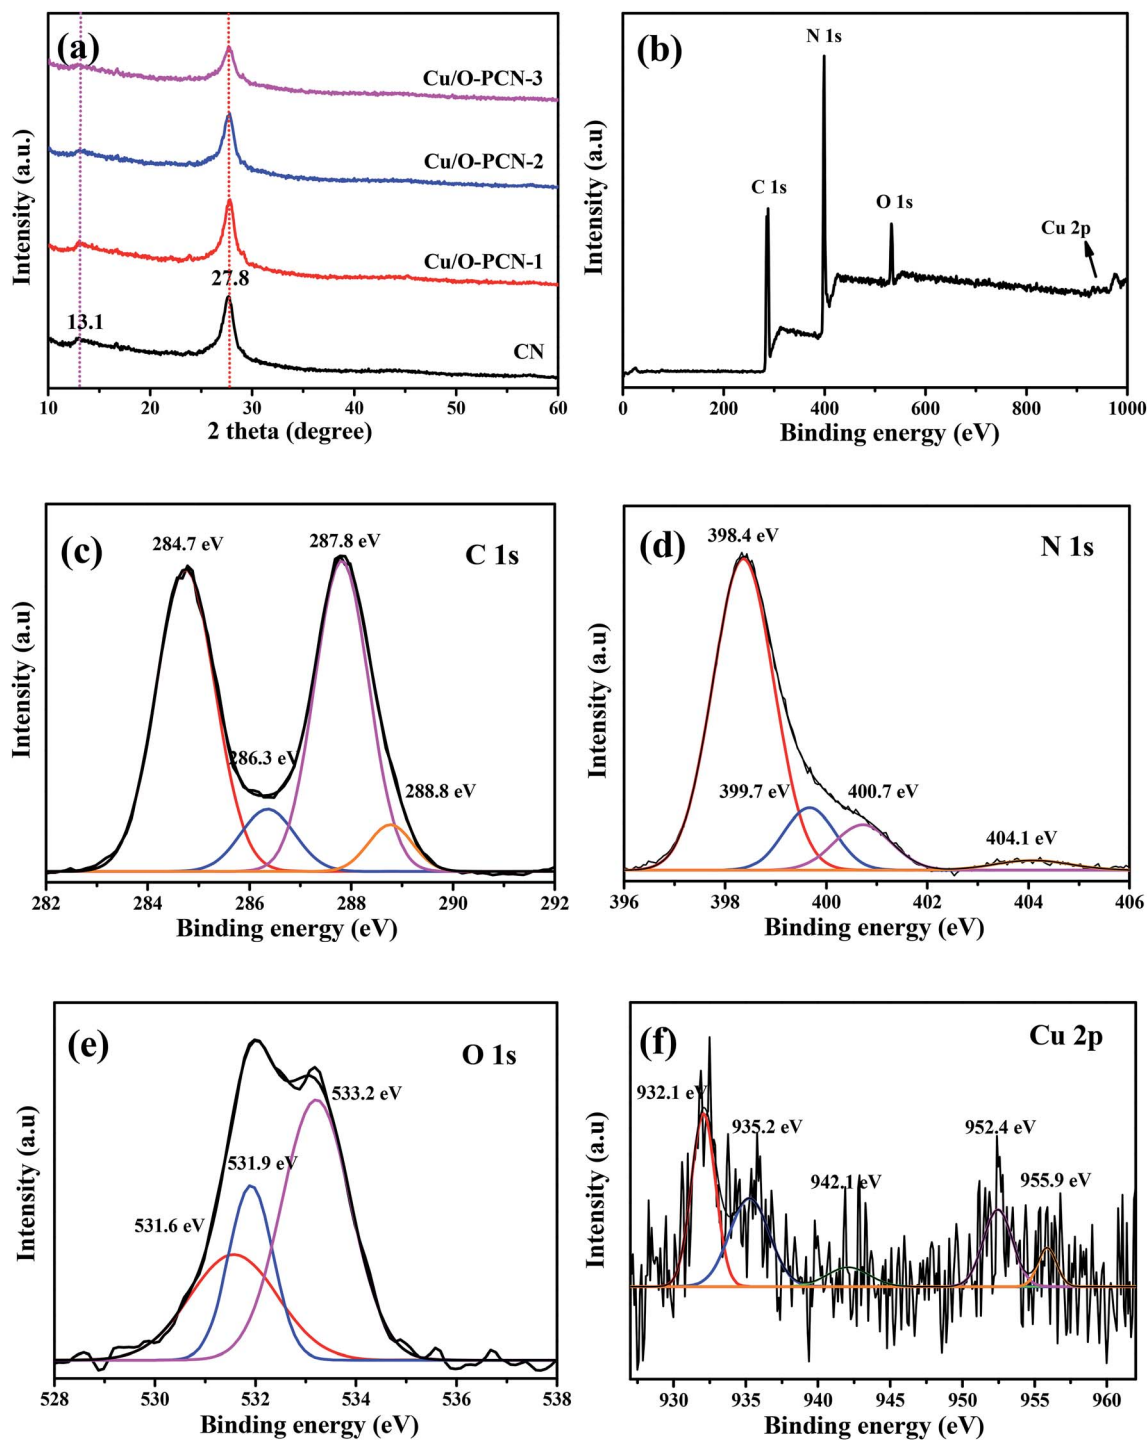 (a)
Cu/O-PCN-3
Cu/O-PCN-2
Cu/O-PCN-1
27.8
13.1
CN
Intensity (a.u.)
10 20 30 40 50 60
2 theta (degree)
(b)
N 1s
C 1s
O 1s
Cu 2p
Intensity (a.u)
0 200 400 600 800 1000
Binding energy (eV)
(c)
284.7 eV
287.8 eV
C 1s
286.3 eV
288.8 eV
Intensity (a.u)
282 284 286 288 290 292
Binding energy (eV)
(d)
398.4 eV
N 1s
399.7 eV
400.7 eV
404.1 eV
Intensity (a.u)
396 398 400 402 404 406
Binding energy (eV)
(e)
O 1s
533.2 eV
531.9 eV
531.6 eV
Intensity (a.u)
528 530 532 534 536 538
Binding energy (eV)
(f)
Cu 2p
932.1 eV
935.2 eV
952.4 eV
942.1 eV
955.9 eV
Intensity (a.u)
930 935 940 945 950 955 960
Binding energy (eV)